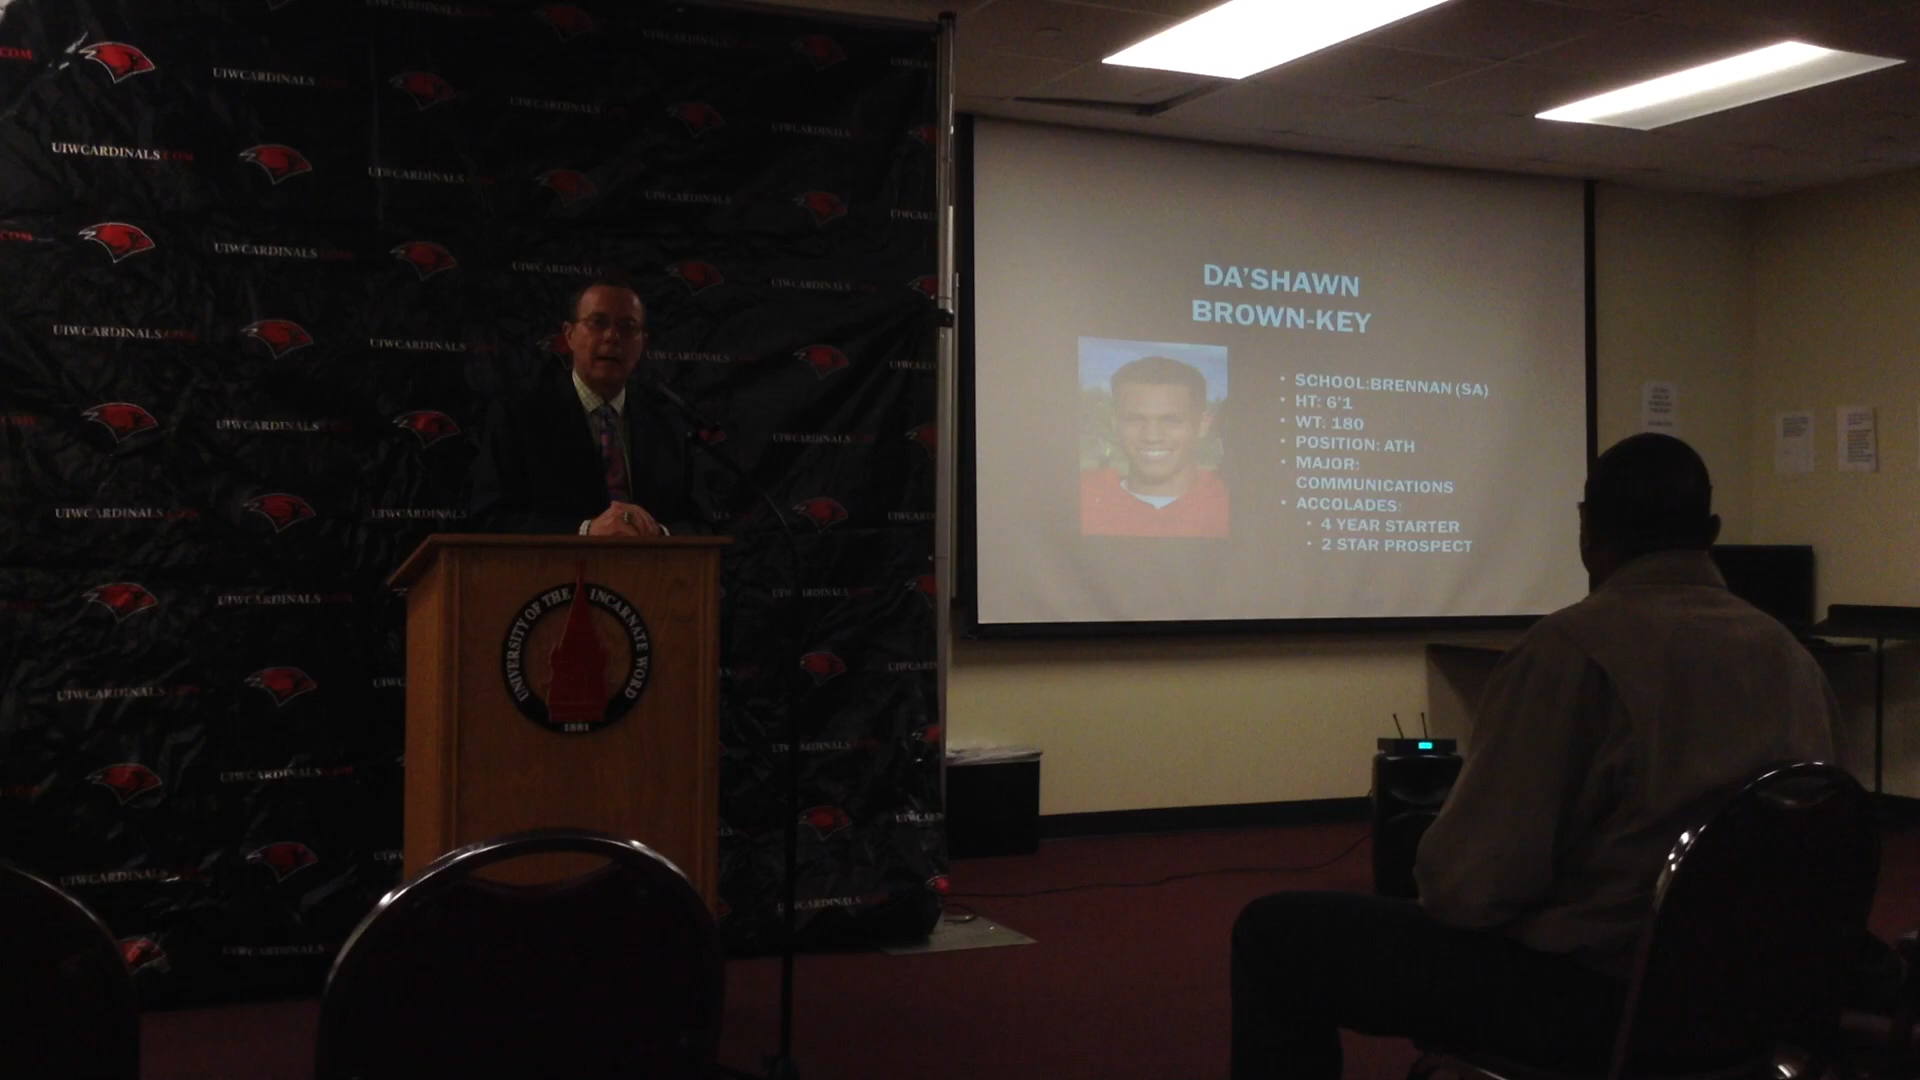 UIWCARDINALS.COM
DA'SHAWN
BROWN-KEY
• SCHOOL:BRENNAN (SA)
• HT: 6'1
• WT: 180
• POSITION: ATH
• MAJOR:
COMMUNICATIONS
• ACCOLADES:
• 4 YEAR STARTER
• 2 STAR PROSPECT
UNIVERSITY OF THE INCARNATE WORD
1881